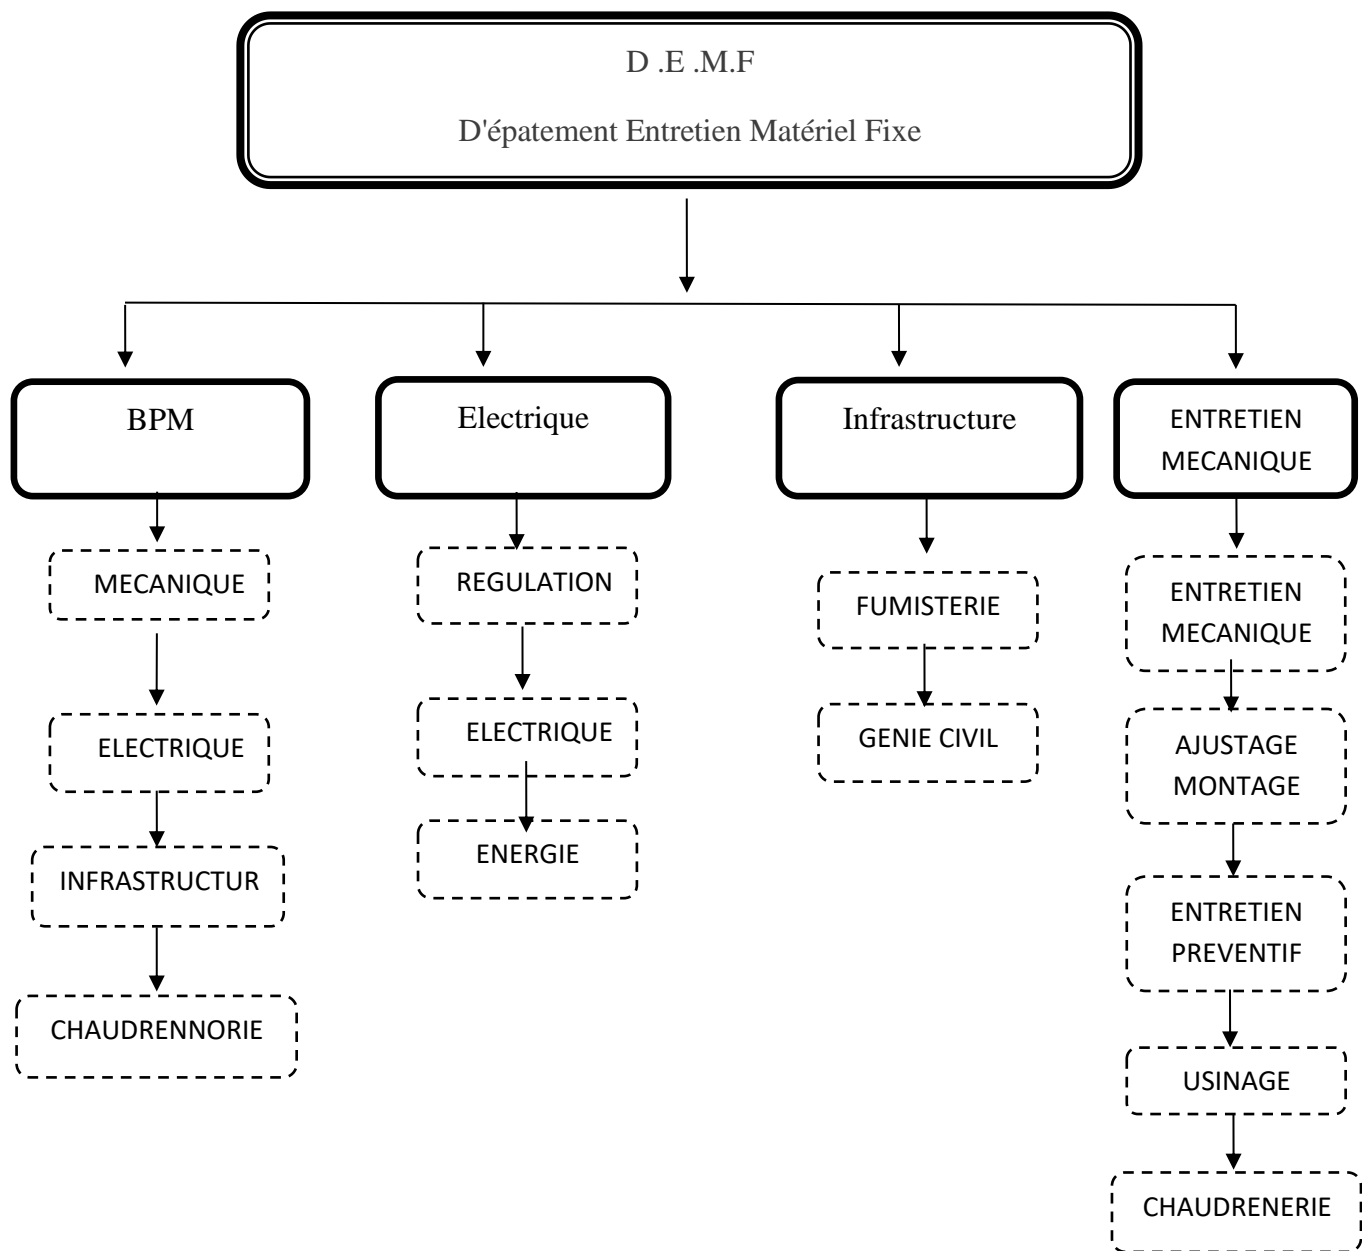 D .E .M.F
D'épatement Entretien Matériel Fixe
BPM
Electrique
Infrastructure
ENTRETIEN
MECANIQUE
MECANIQUE
ELECTRIQUE
INFRASTRUCTUR
CHAUDRENNORIE
REGULATION
ELECTRIQUE
ENERGIE
FUMISTERIE
GENIE CIVIL
ENTRETIEN
MECANIQUE
AJUSTAGE
MONTAGE
ENTRETIEN
PREVENTIF
USINAGE
CHAUDRENERIE